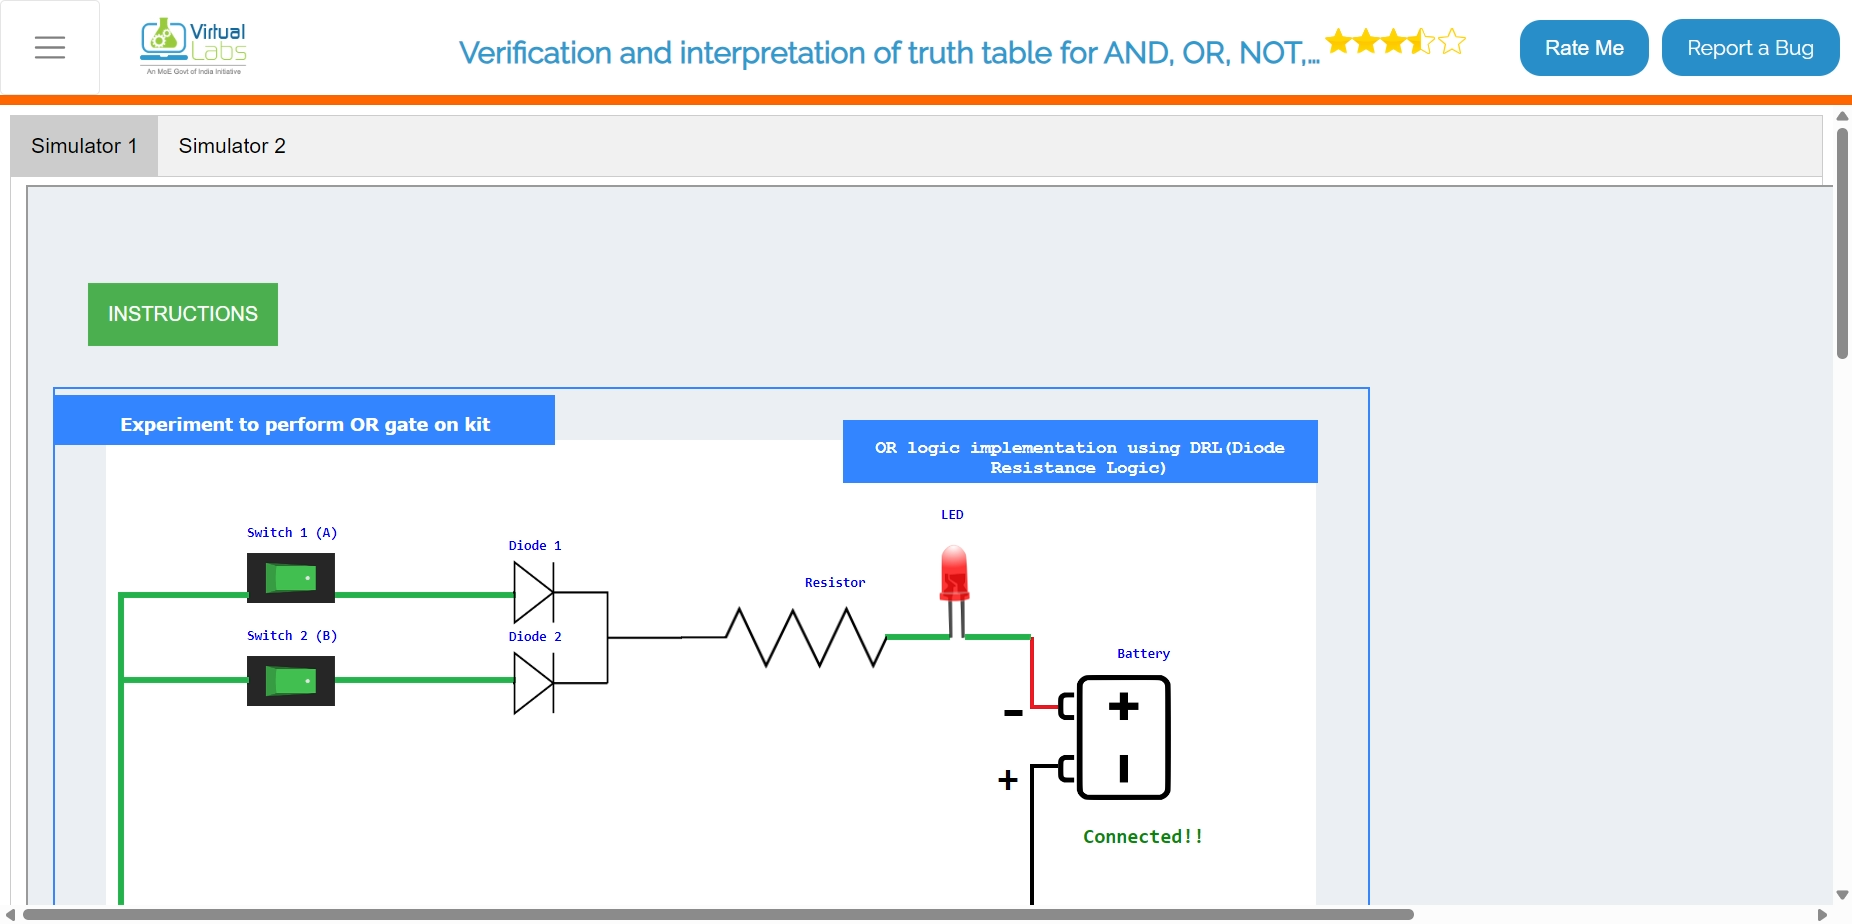 Virtual
Labs
An MoE Govt of India Initiative
Verification and interpretation of truth table for AND, OR, NOT,...
Rate Me
Report a Bug
Simulator 1
Simulator 2
INSTRUCTIONS
Experiment to perform OR gate on kit
OR logic implementation using DRL(Diode
Resistance Logic)
LED
Switch 1 (A)
Diode 1
Resistor
Switch 2 (B)
Diode 2
Battery
+
-
-
+
Connected!!